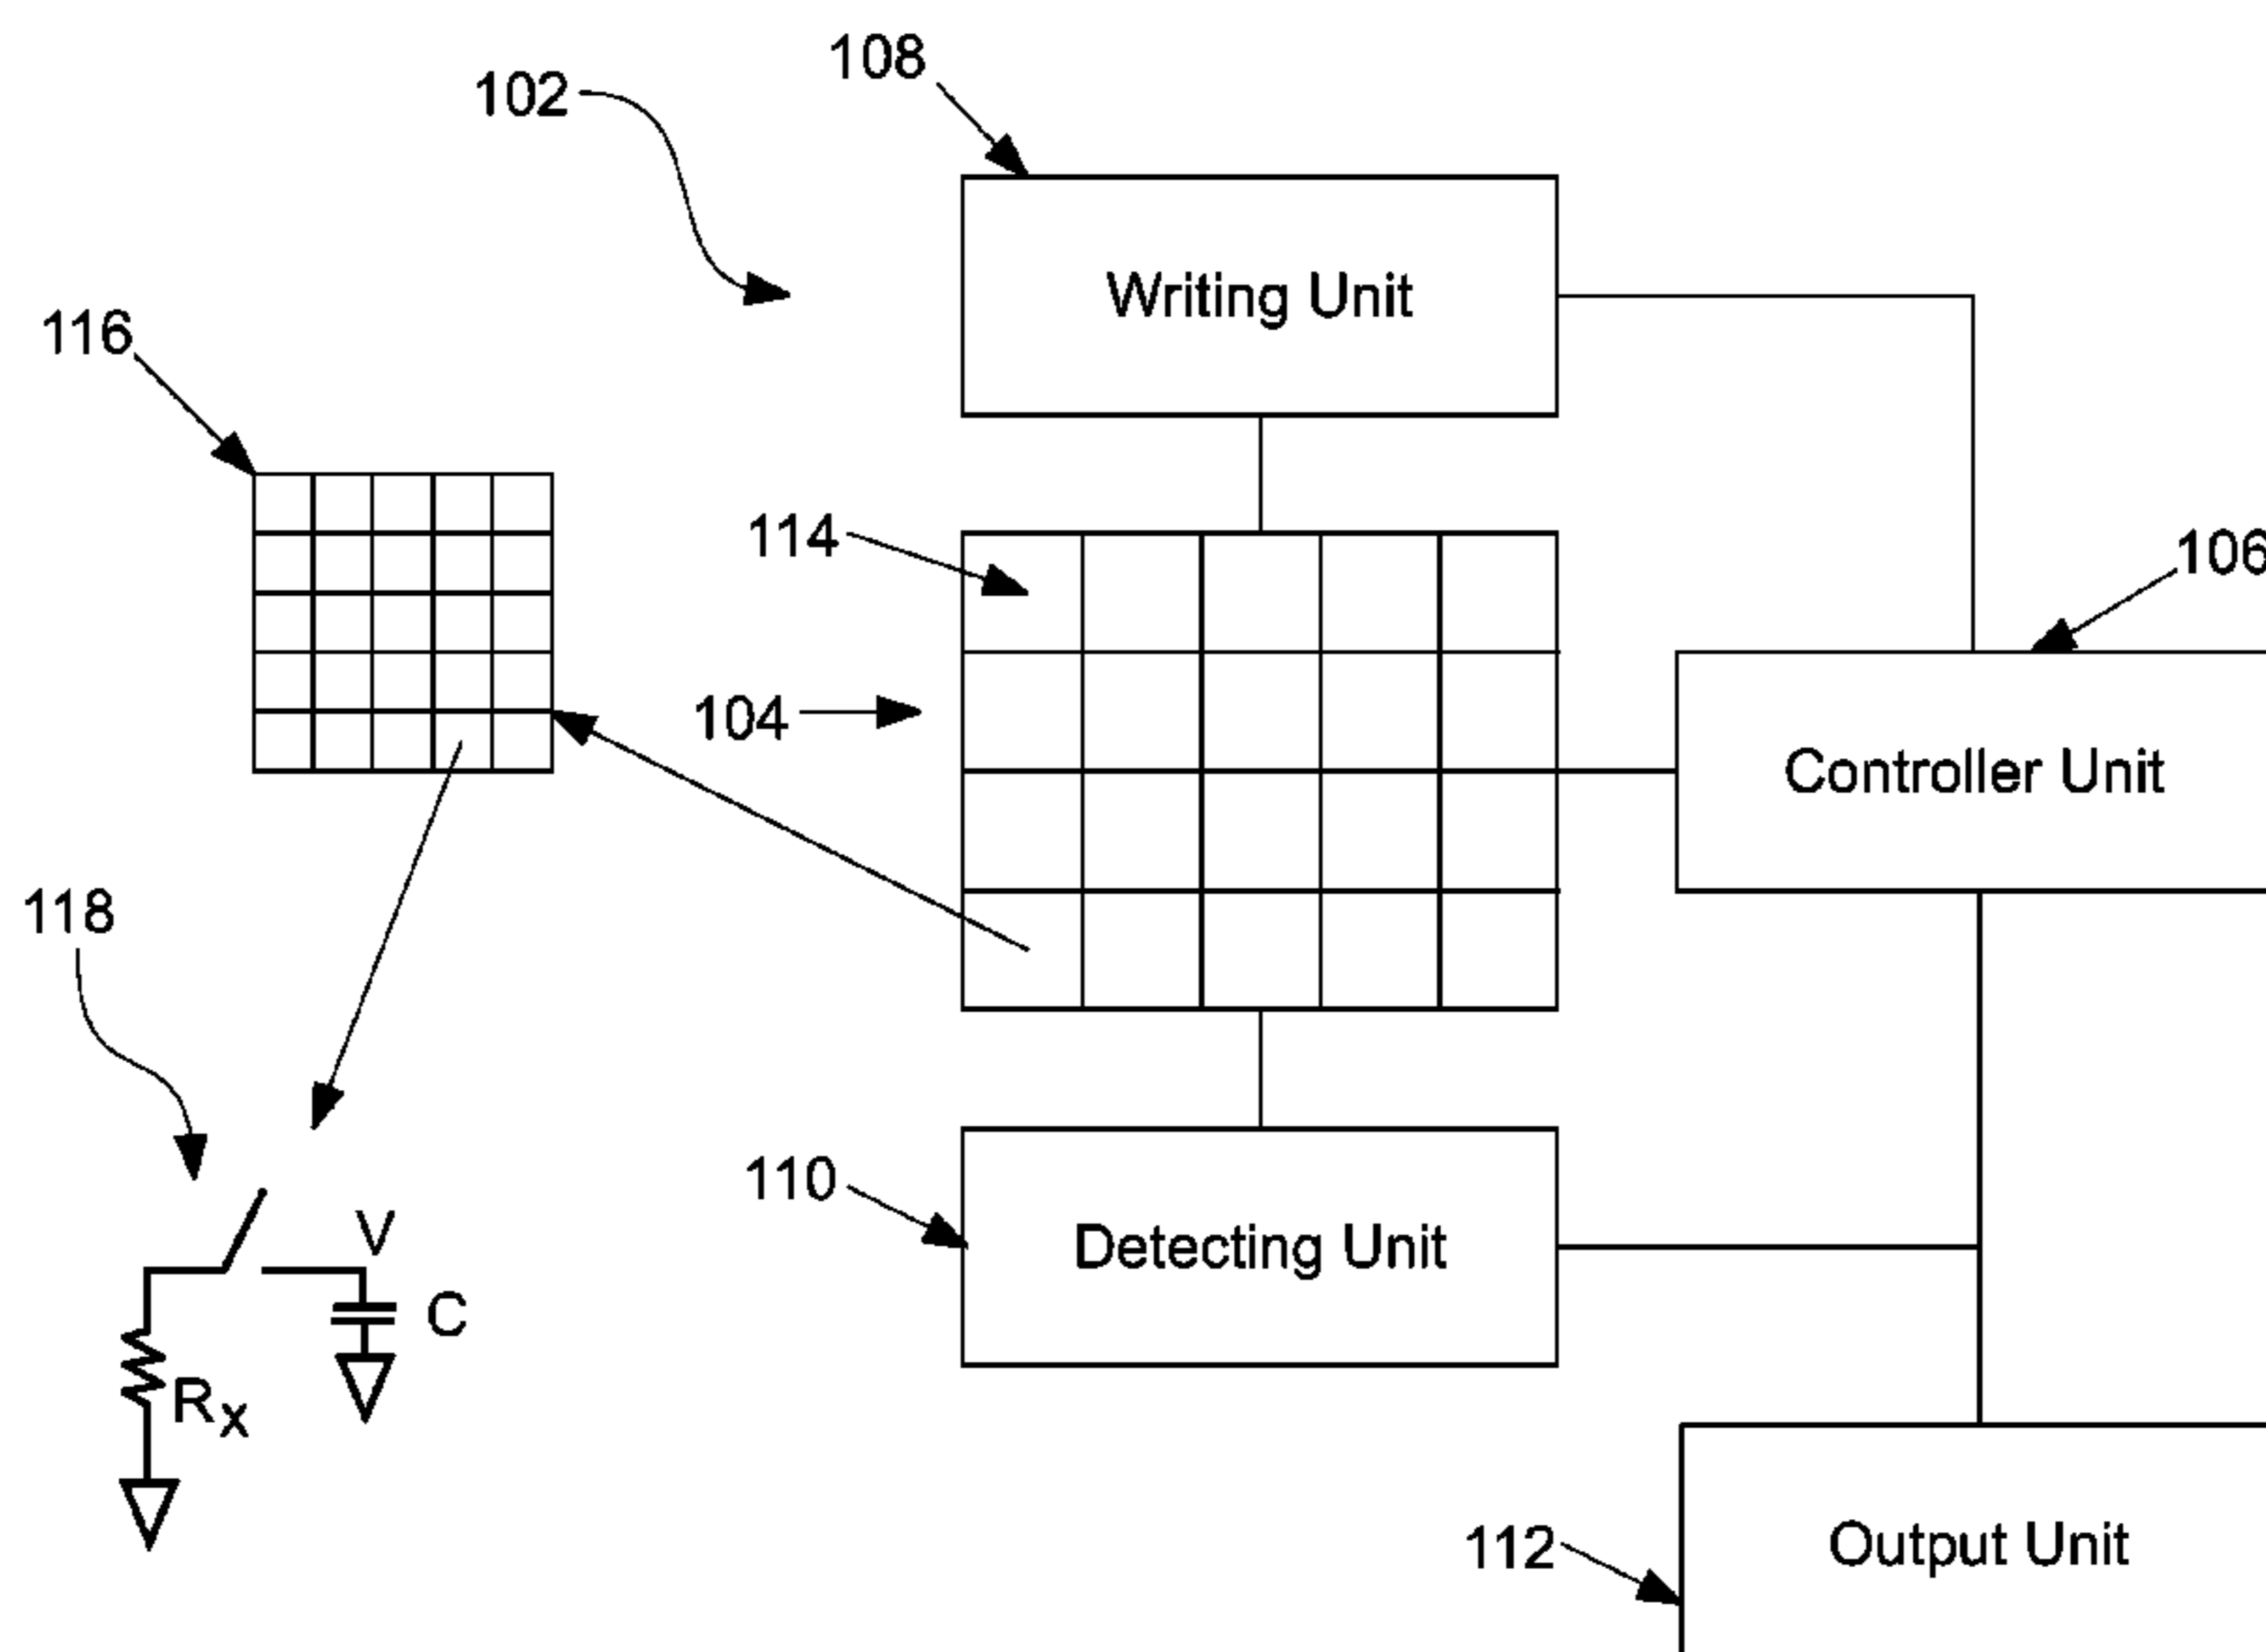 108
102
Writing Unit
116
114
106
104
Controller Unit
118
110
Detecting Unit
V
C
Rx
112
Output Unit